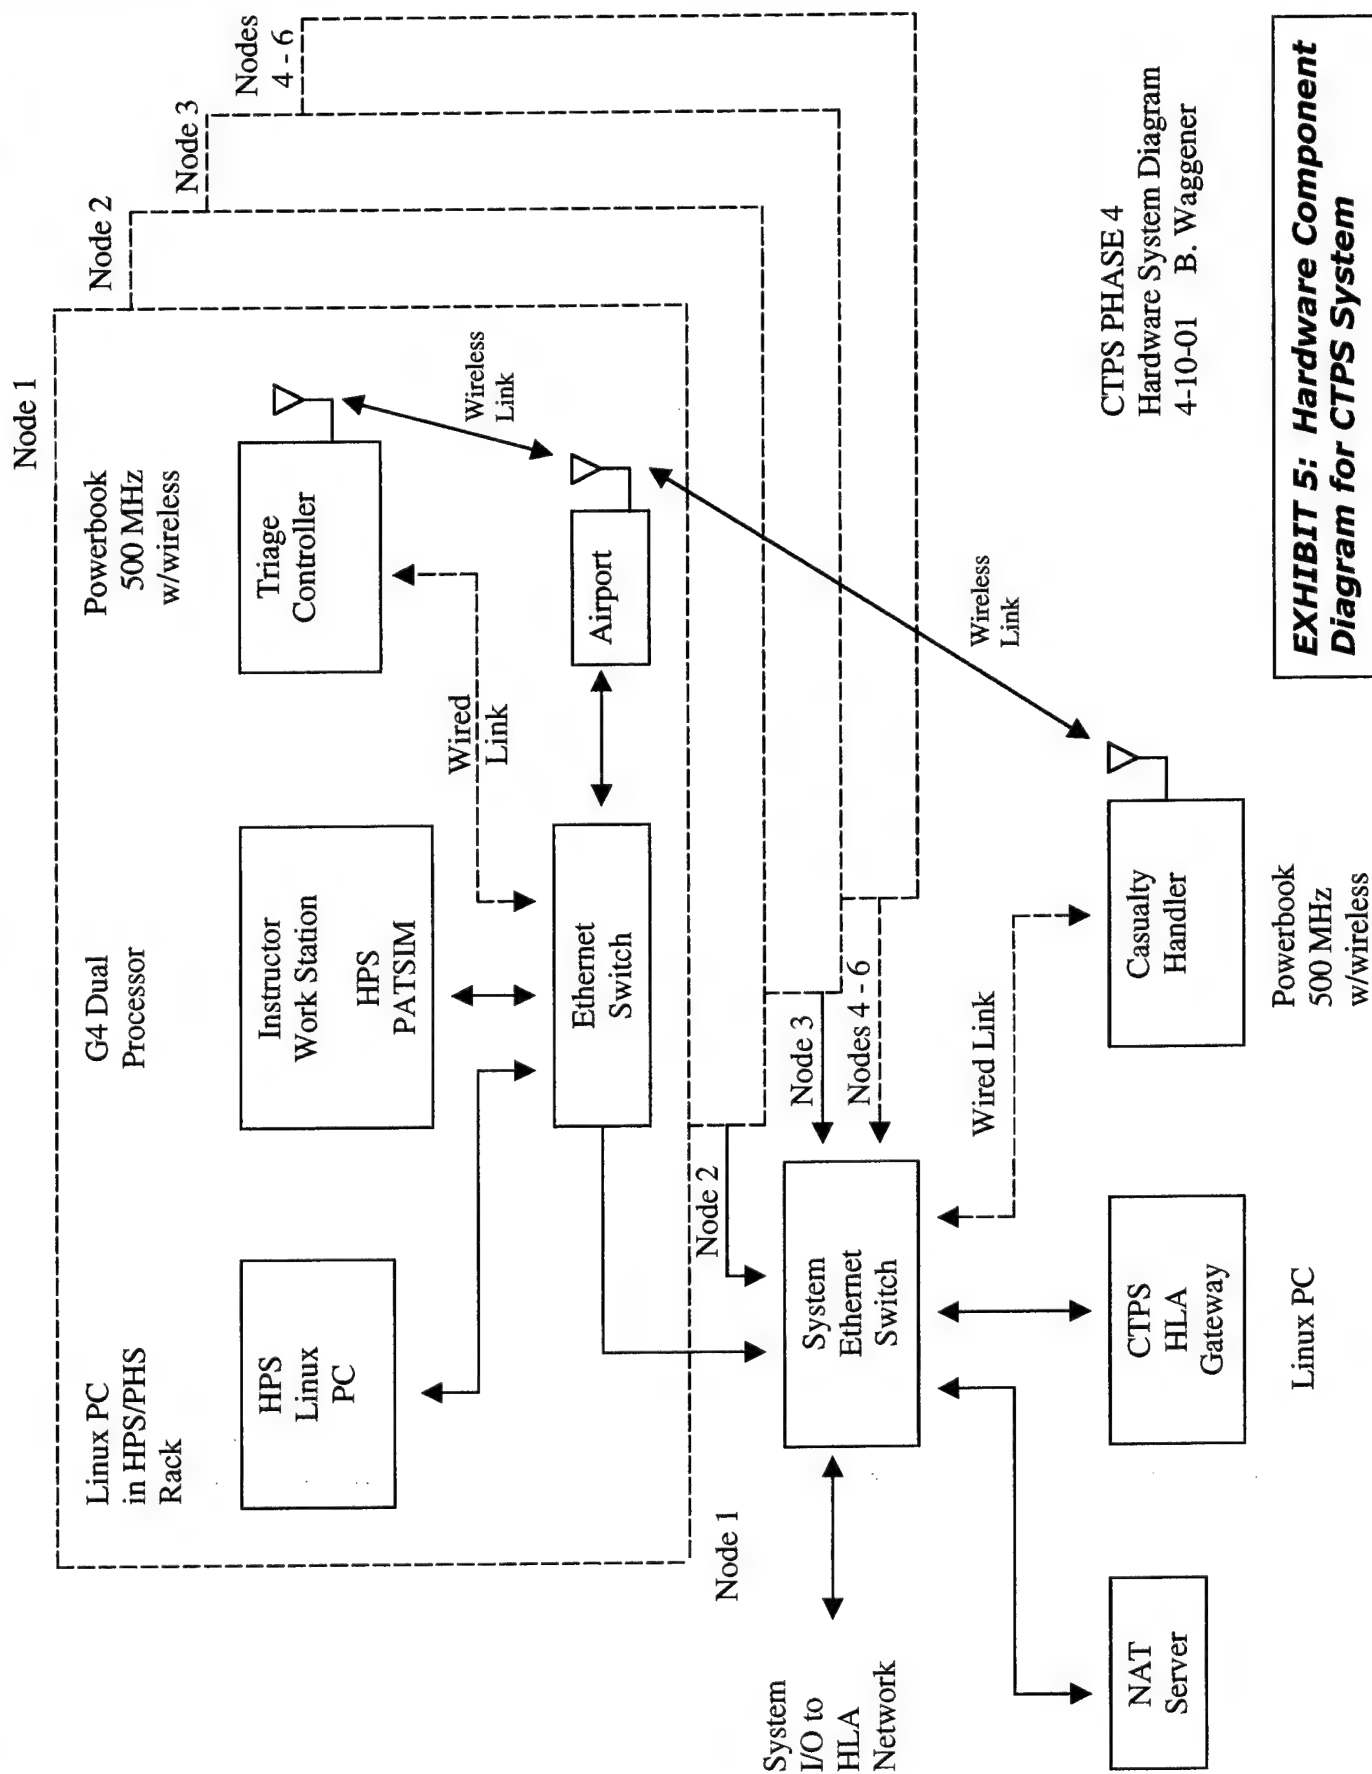 Node 1
Node 2
Node 3
Nodes
4 - 6
Linux PC
in HPS/PHS
Rack
G4 Dual
Processor
Powerbook
500 MHz
w/wireless
HPS
Linux
PC
Instructor
Work Station
HPS
PATSIM
Triage
Controller
Wired
Link
Wireless
Link
Ethernet
Switch
Airport
Node 1
Node 2
Node 3
Nodes 4 - 6
System
I/O to
HLA
Network
System
Ethernet
Switch
Wired Link
Wireless
Link
NAT
Server
CTPS
HLA
Gateway
Linux PC
Casualty
Handler
Powerbook
500 MHz
w/wireless
CTPS PHASE 4
Hardware System Diagram
4-10-01 B. Waggener
EXHIBIT 5: Hardware Component
Diagram for CTPS System